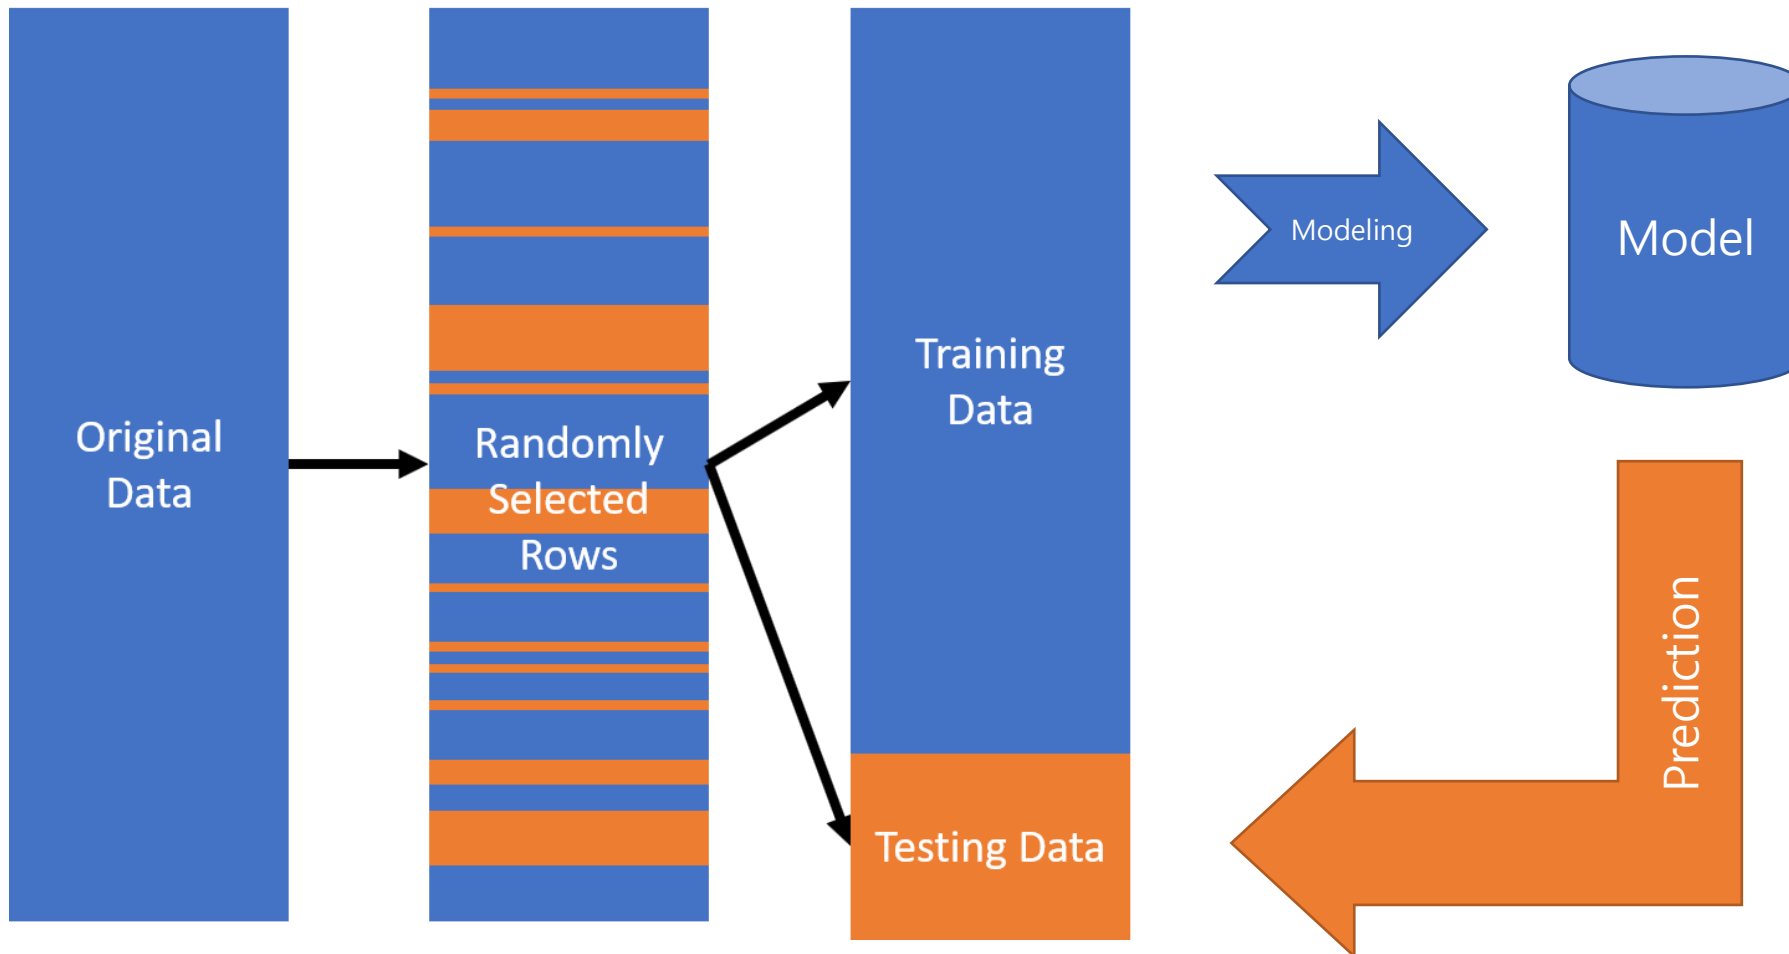 Original
Data
Randomly
Selected
Rows
Training
Data
Testing Data
Modeling
Model
Prediction